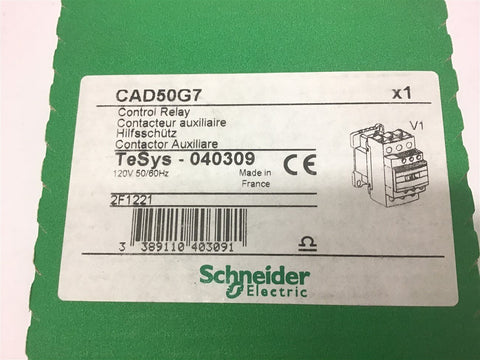 CAD50G7 x1
Control Relay
Contacteur auxiliaire
Hilfsschütz
Contactor Auxiliare
V1
TeSys - 040309 CE
120V 50/60Hz Made in
France
2F1221
3 389110 403091
Schneider
Electric